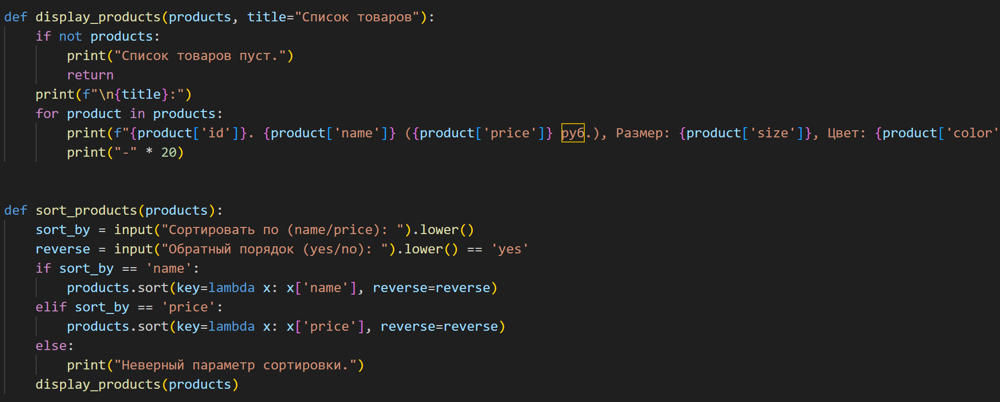 def display_products(products, title="Список товаров"):
    if not products:
        print("Список товаров пуст.")
        return
    print(f"\n{title}:")
    for product in products:
        print(f"{product['id']}. {product['name']} ({product['price']} руб.), Размер: {product['size']}, Цвет: {product['color'
        print("-" * 20)
def sort_products(products):
    sort_by = input("Сортировать по (name/price): ").lower()
    reverse = input("Обратный порядок (yes/no): ").lower() == 'yes'
    if sort_by == 'name':
        products.sort(key=lambda x: x['name'], reverse=reverse)
    elif sort_by == 'price':
        products.sort(key=lambda x: x['price'], reverse=reverse)
    else:
        print("Неверный параметр сортировки.")
    display_products(products)